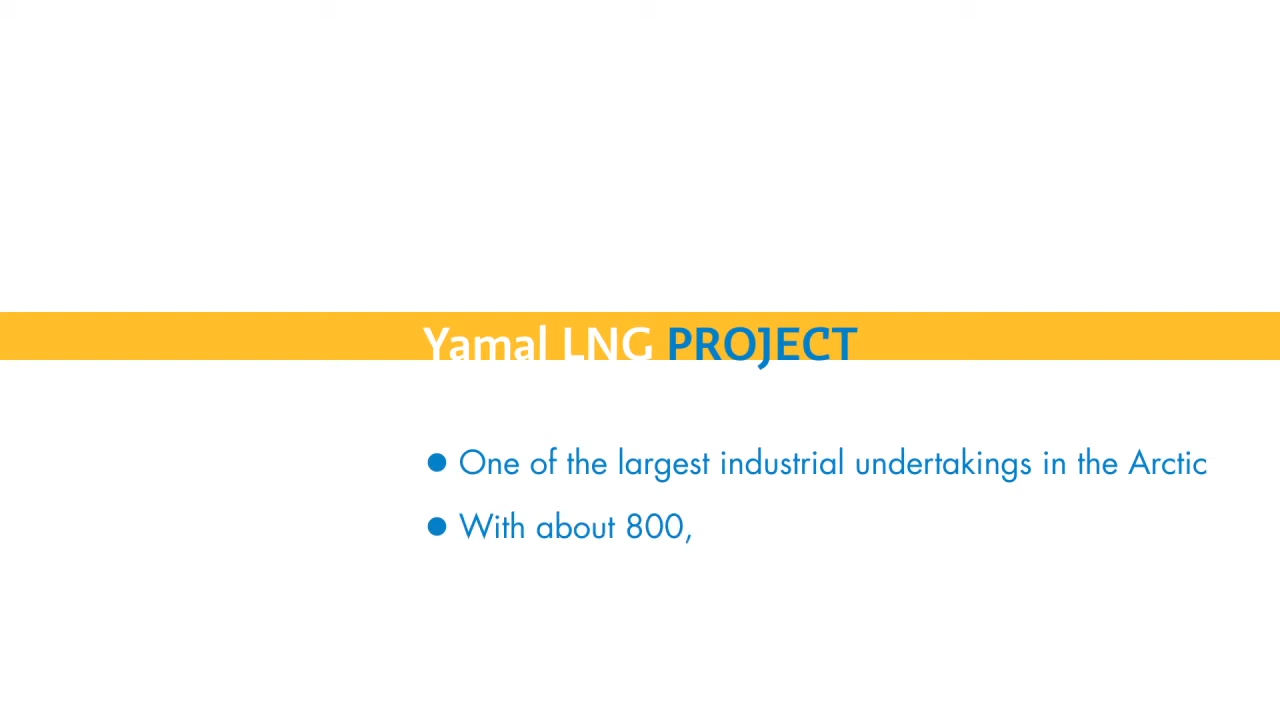 Yamal LNG PROJECT
● One of the largest industrial undertakings in the Arctic
● With about 800,